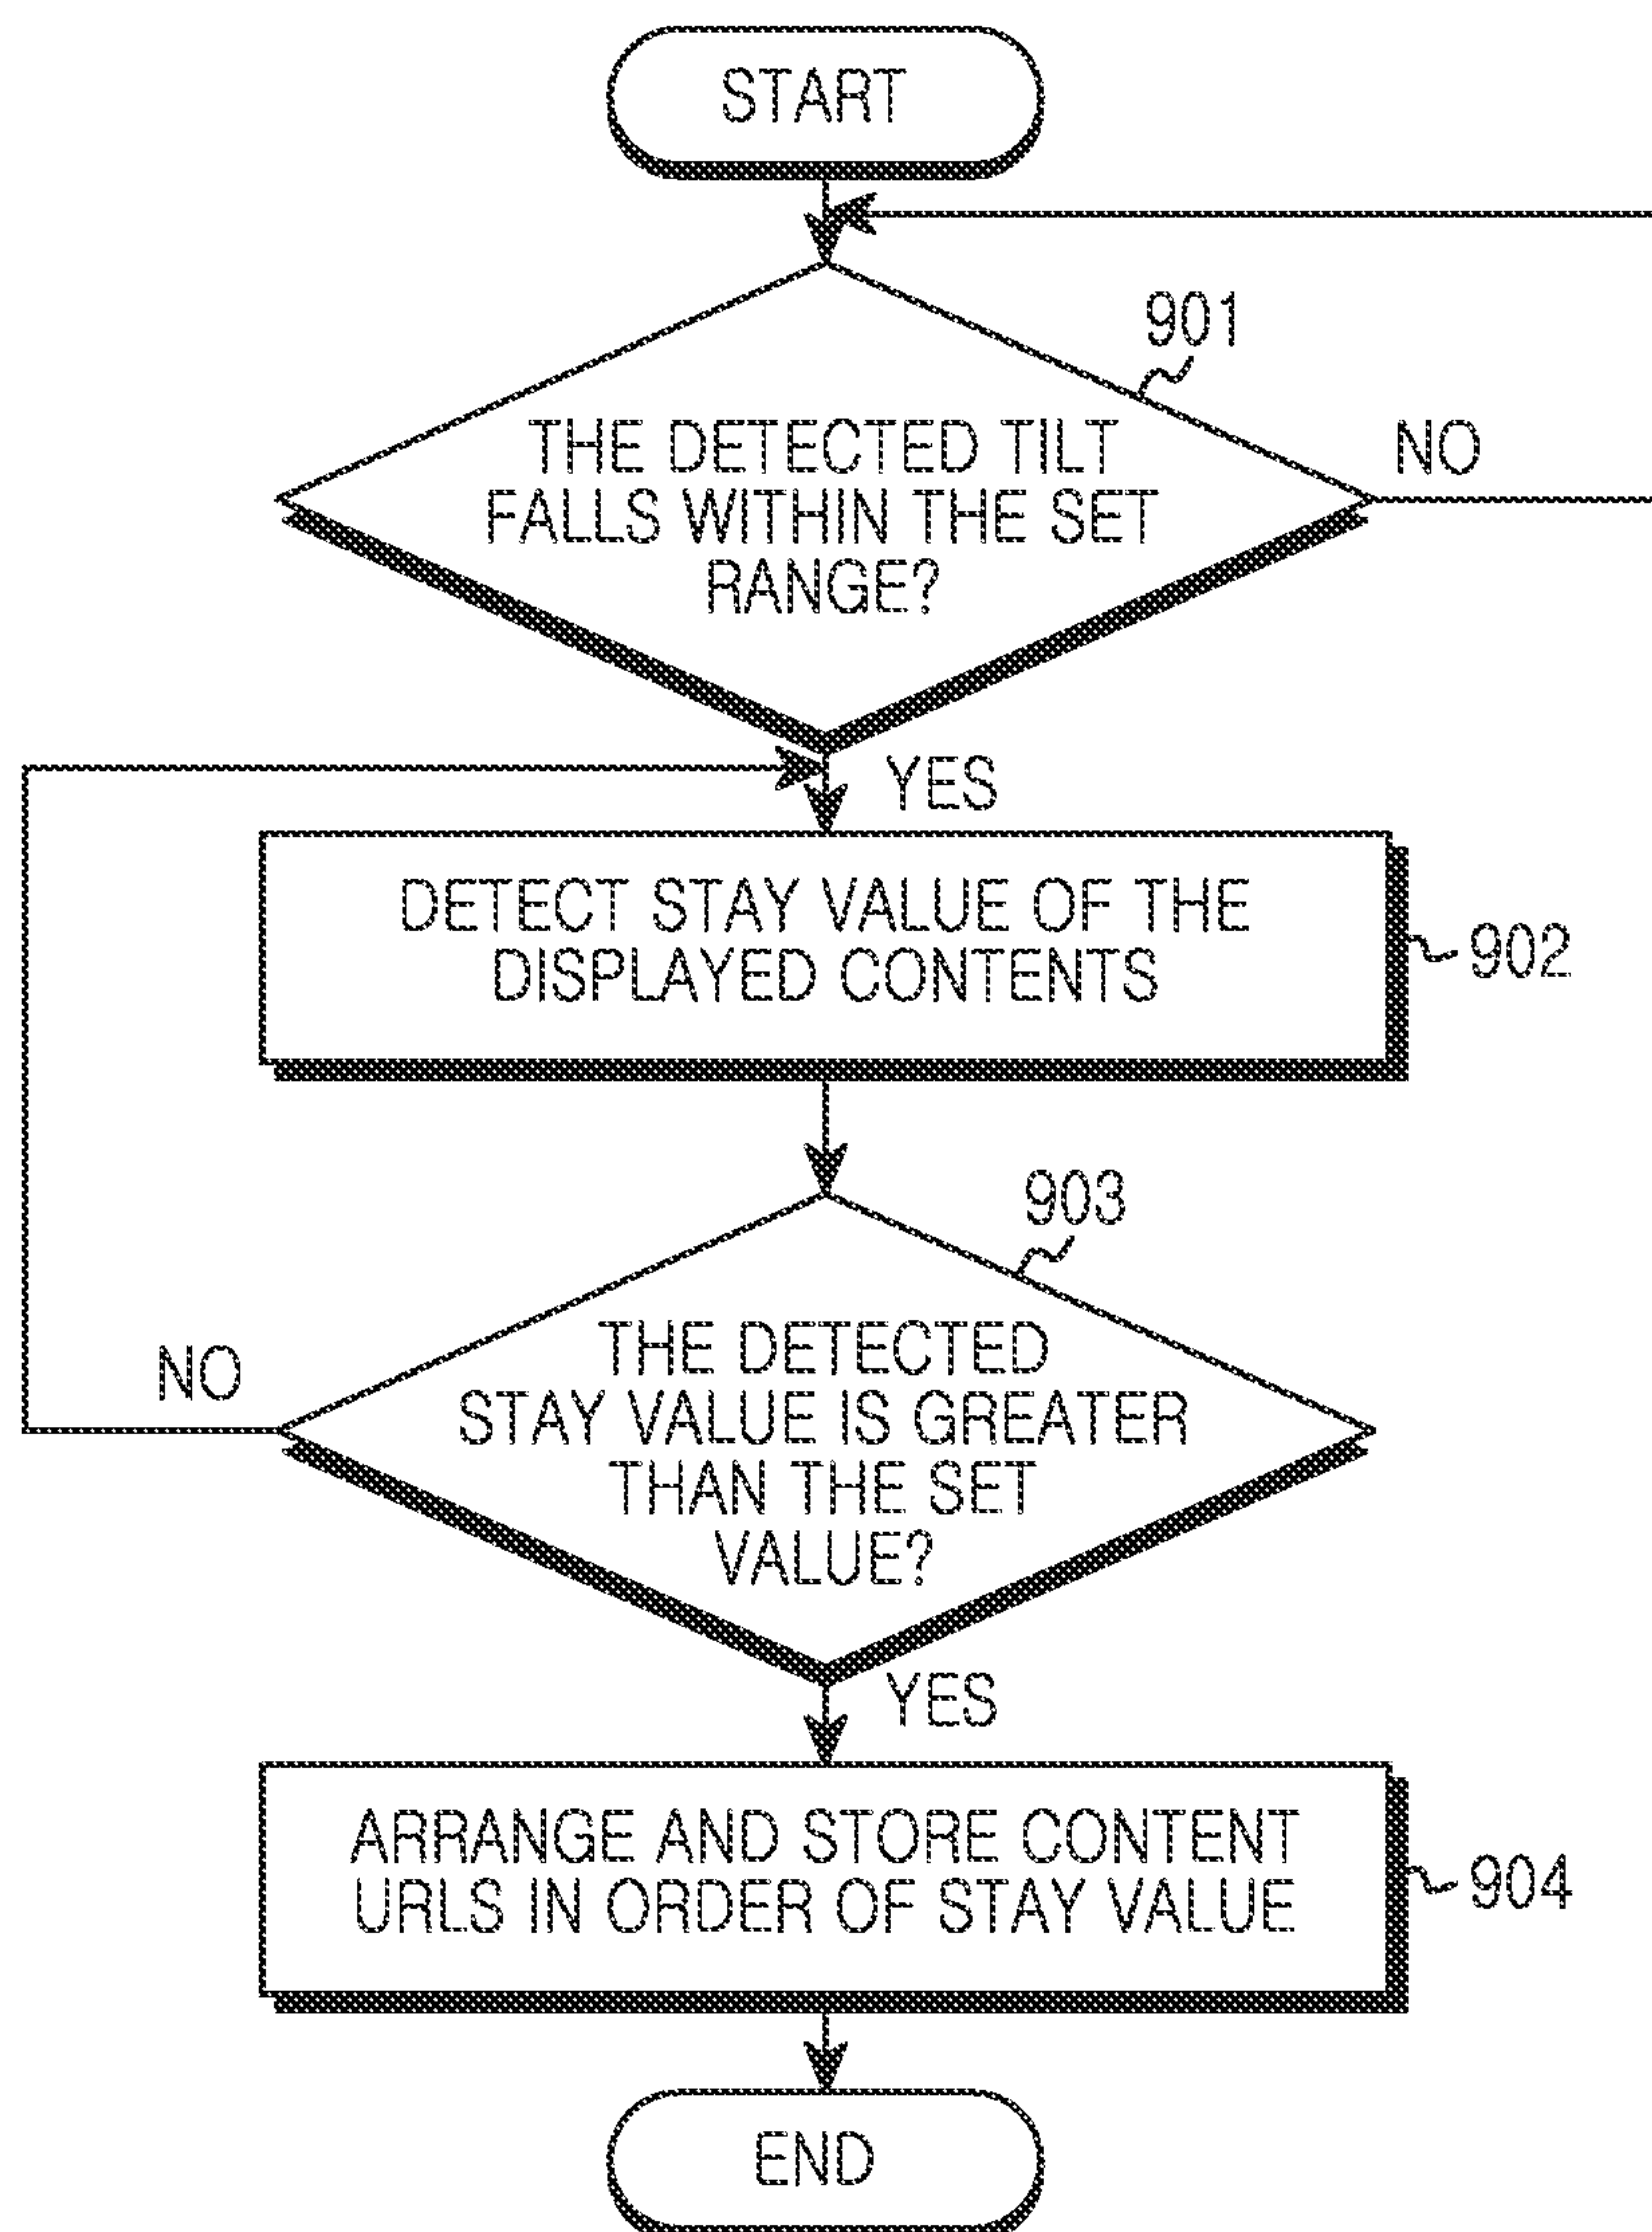 START
901
THE DETECTED TILT
FALLS WITHIN THE SET
RANGE?
NO
YES
DETECT STAY VALUE OF THE
DISPLAYED CONTENTS
902
903
THE DETECTED
STAY VALUE IS GREATER
THAN THE SET
VALUE?
NO
YES
ARRANGE AND STORE CONTENT
URLS IN ORDER OF STAY VALUE
904
END